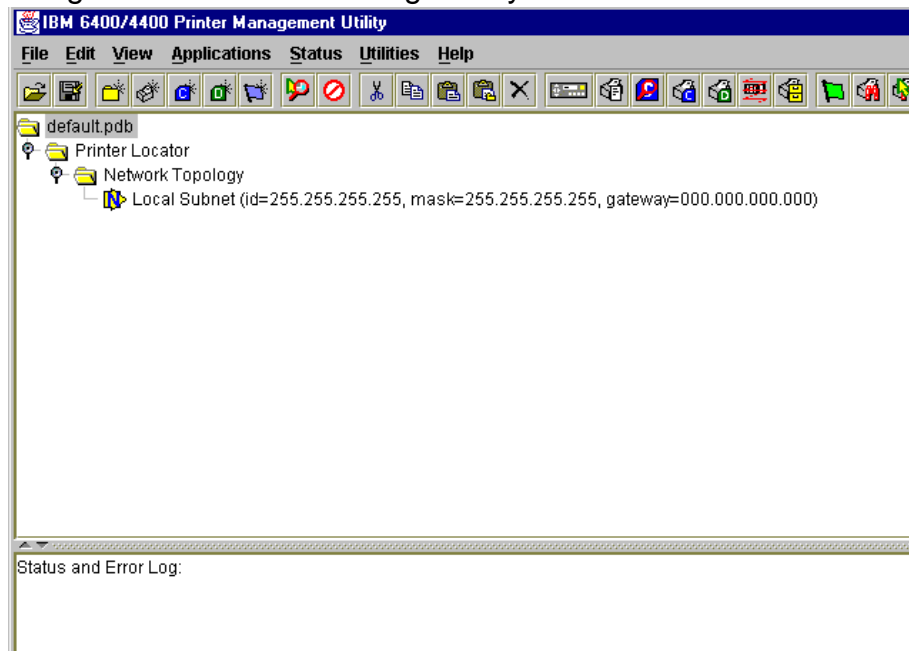 IBM 6400/4400 Printer Management Utility
File Edit View Applications Status Utilities Help
default.pdb
Printer Locator
Network Topology
Local Subnet (id=255.255.255.255, mask=255.255.255.255, gateway=000.000.000.000)
Status and Error Log: